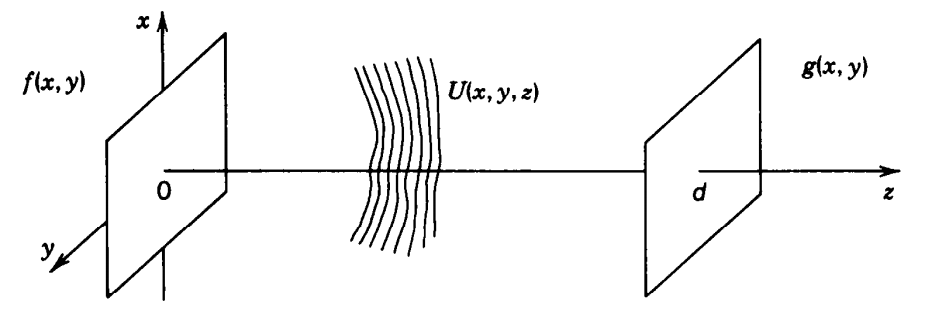 x
f(x, y)
g(x, y)
U(x, y, z)
0
d
z
y